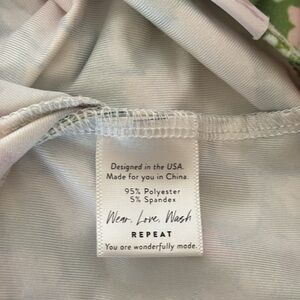 Designed in the USA.
Made for you in China.
95% Polyester
5% Spandex
Wear. Love. Wash
REPEAT
You are wonderfully made.